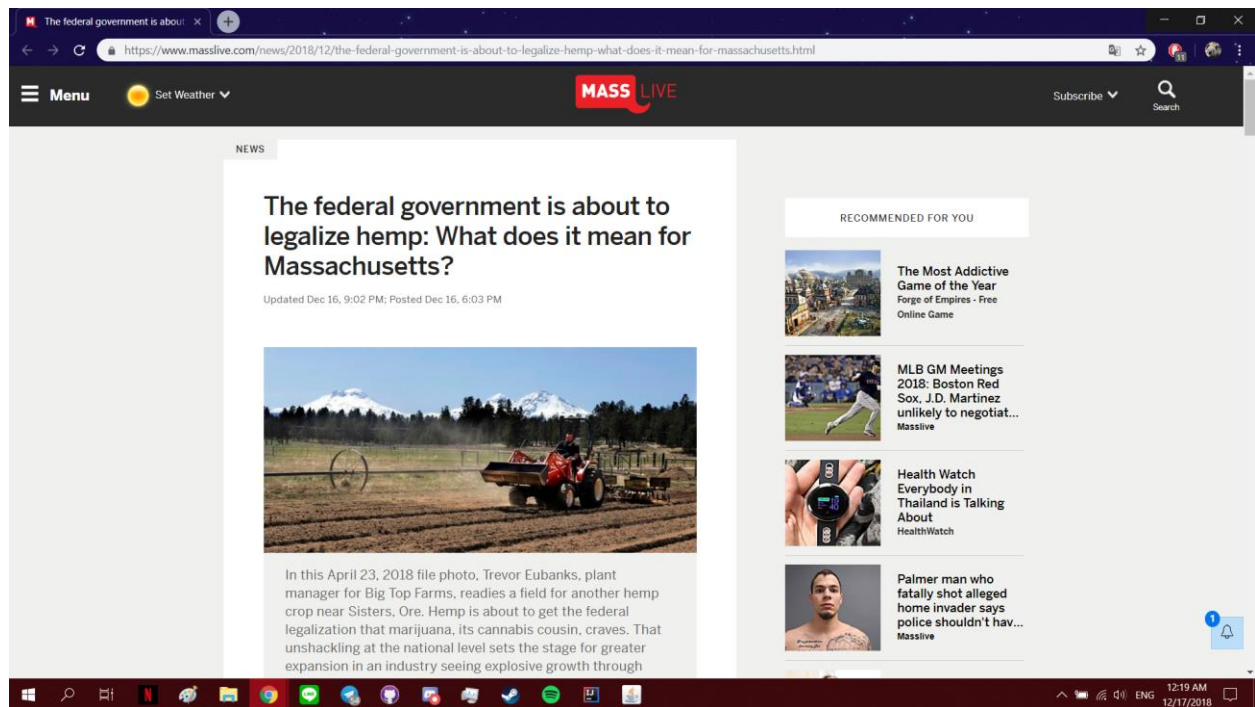 The federal government is about
https://www.masslive.com/news/2018/12/the-federal-government-is-about-to-legalize-hemp-what-does-it-mean-for-massachusetts.html
11
Menu
Set Weather
MASS LIVE
Subscribe
Search
NEWS
The federal government is about to
legalize hemp: What does it mean for
Massachusetts?
Updated Dec 16, 9:02 PM; Posted Dec 16, 6:03 PM
In this April 23, 2018 file photo, Trevor Eubanks, plant
manager for Big Top Farms, readies a field for another hemp
crop near Sisters, Ore. Hemp is about to get the federal
legalization that marijuana, its cannabis cousin, craves. That
unshackling at the national level sets the stage for greater
expansion in an industry seeing explosive growth through
RECOMMENDED FOR YOU
The Most Addictive
Game of the Year
Forge of Empires - Free
Online Game
MLB GM Meetings
2018: Boston Red
Sox, J.D. Martinez
unlikely to negotiat...
Masslive
Health Watch
Everybody in
Thailand is Talking
About
HealthWatch
Palmer man who
fatally shot alleged
home invader says
police shouldn't hav...
Masslive
1
ENG
12:19 AM
12/17/2018